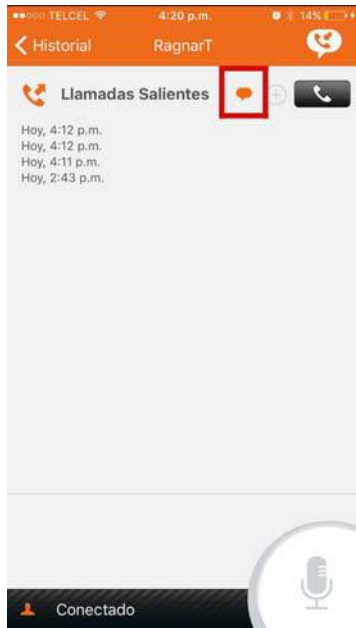 TELCEL 4:20 p.m. 14%
Historial RagnarT
Llamadas Salientes
Hoy, 4:12 p.m.
Hoy, 4:12 p.m.
Hoy, 4:11 p.m.
Hoy, 2:43 p.m.
Conectado